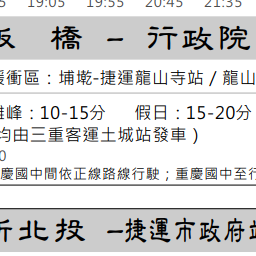 19:05 19:55 20:45 21:35
板 橋 - 行政院
緩衝區：埔墘-捷運龍山寺站 / 龍山
離峰：10-15分 假日：15-20分
均由三重客運土城站發車 )
0
慶國中間依正線路線行駛；重慶國中至行
新北投 -捷運市政府站